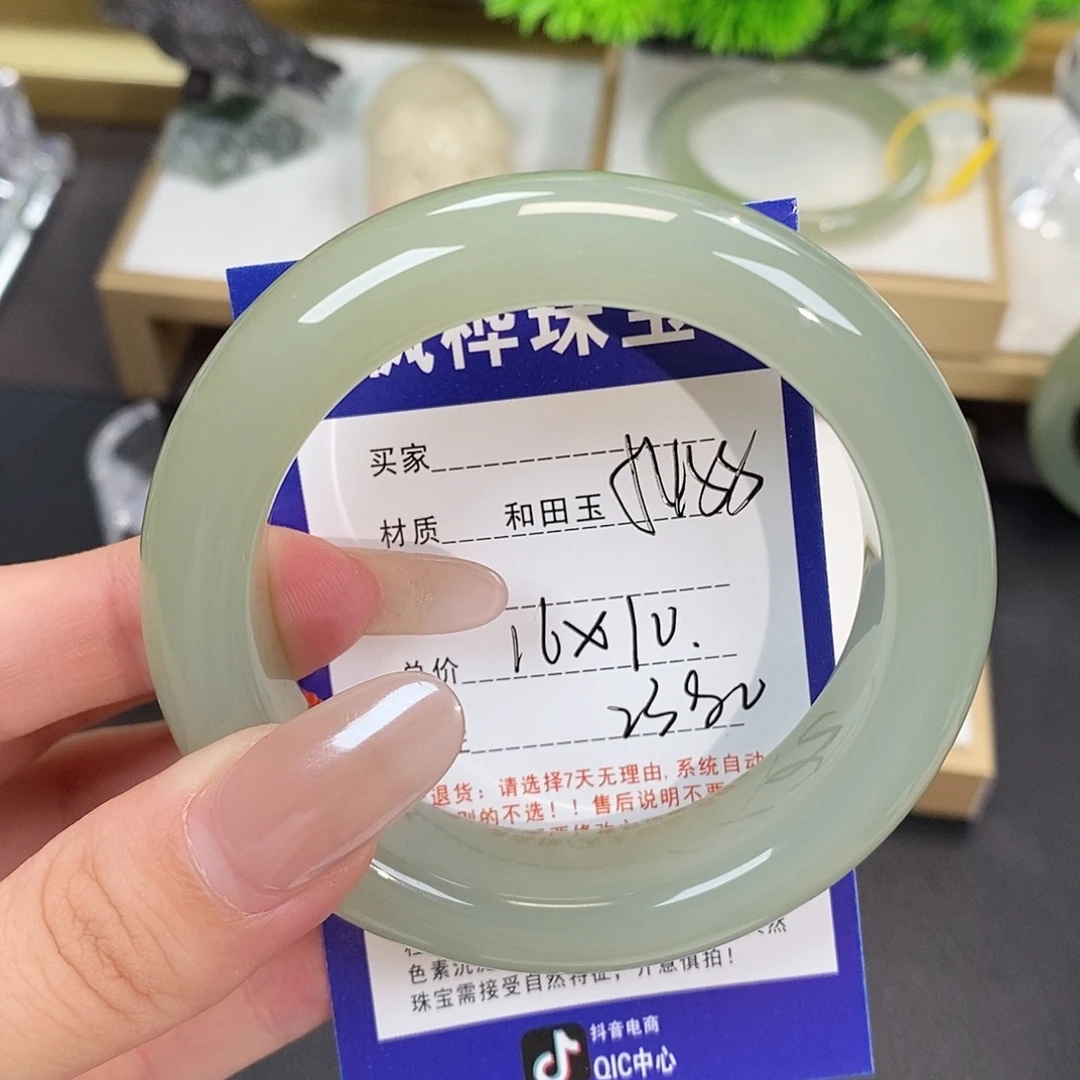 桦珠宝
买家
材质 和田玉
总价 16×10.
2580
退货：请选择7天无理由，系统自动
的不选！！售后说明不要
色素沉
珠宝需接受自然特征，介意慎拍！
抖音电商
QIC中心